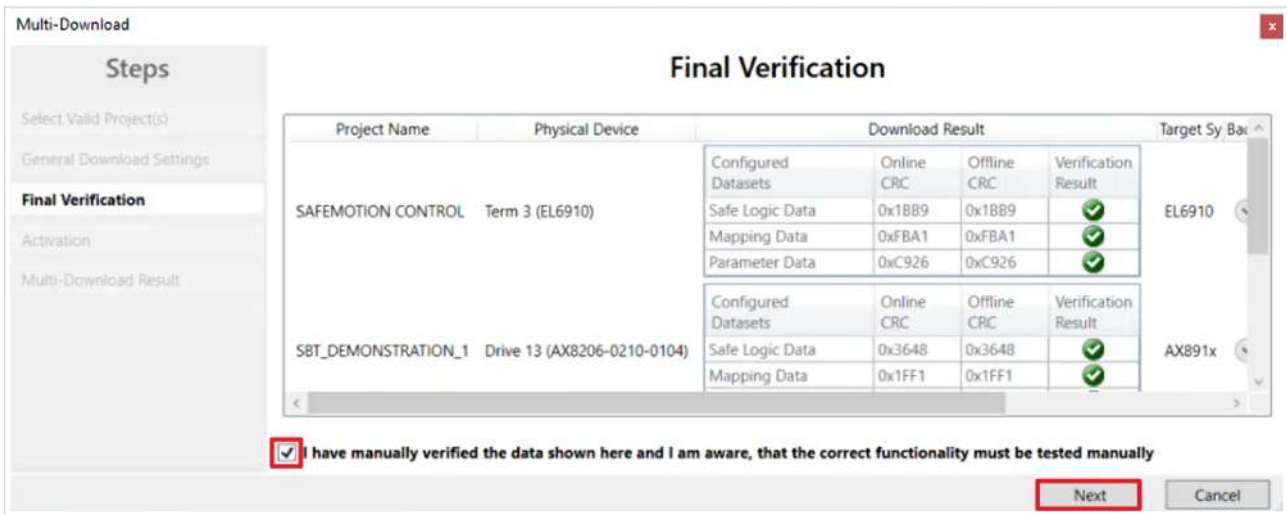 Multi-Download
x
Steps
Select Valid Project(s)
General Download Settings
Final Verification
Activation
Multi-Download Result
Final Verification
Project Name Physical Device Download Result Target Sy Bac
SAFEMOTION CONTROL Term 3 (EL6910) EL6910
Configured Datasets Online CRC Offline CRC Verification Result
Safe Logic Data 0x1BB9 0x1BB9
Mapping Data 0xFBA1 0xFBA1
Parameter Data 0xC926 0xC926
SBT_DEMONSTRATION_1 Drive 13 (AX8206-0210-0104) AX891x
Configured Datasets Online CRC Offline CRC Verification Result
Safe Logic Data 0x3648 0x3648
Mapping Data 0x1FF1 0x1FF1
I have manually verified the data shown here and I am aware, that the correct functionality must be tested manually
Next Cancel